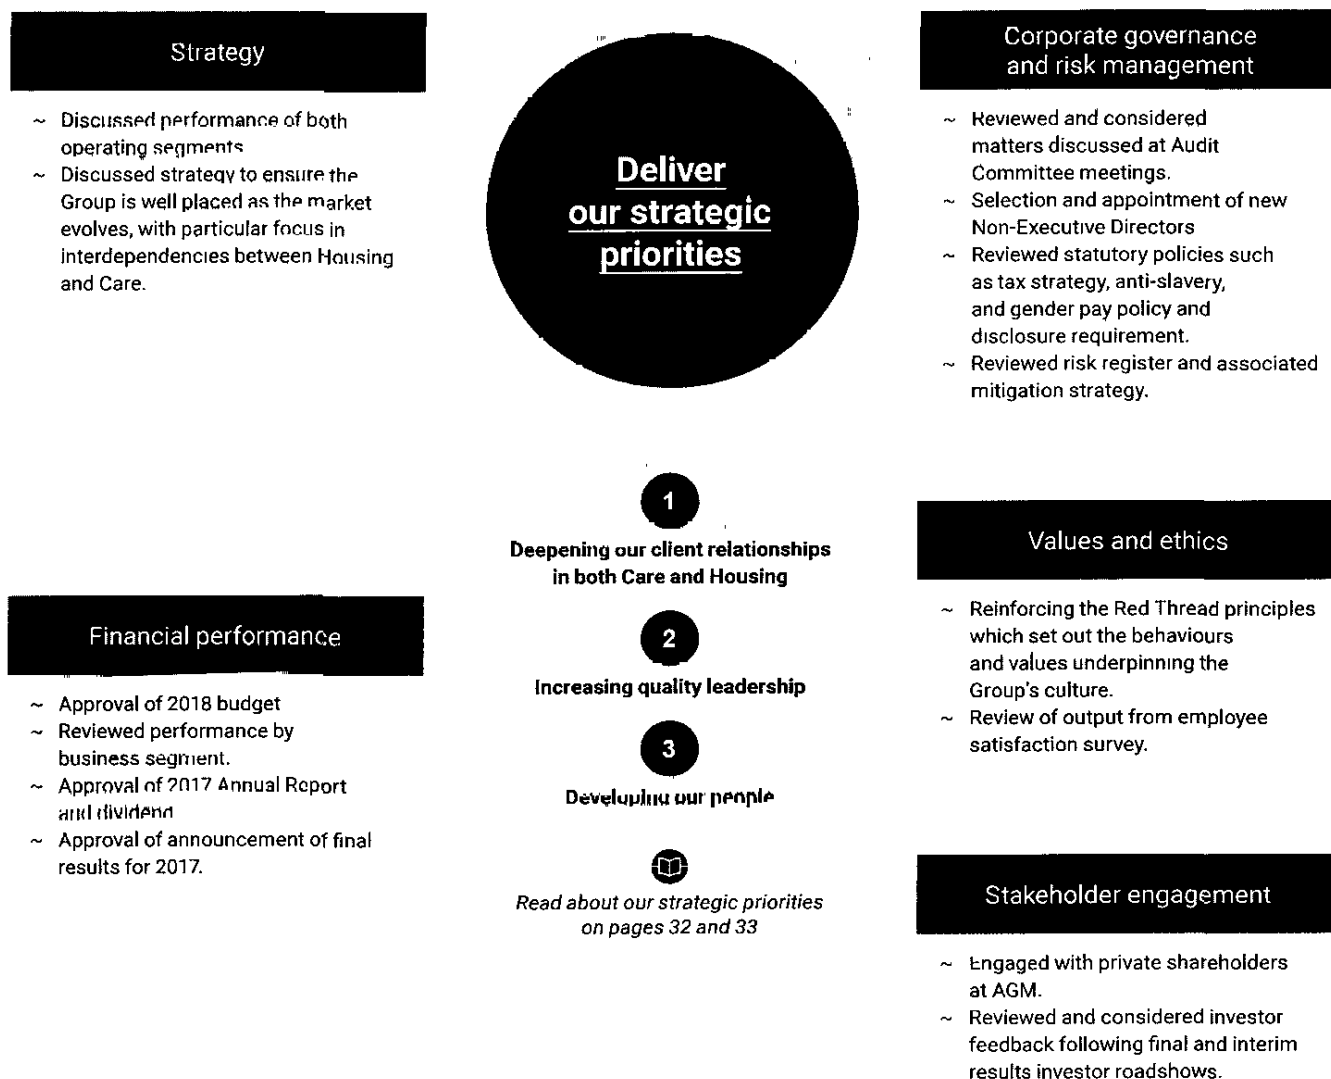 Strategy
~ Discussed performance of both
operating segments
~ Discussed strategy to ensure the
Group is well placed as the market
evolves, with particular focus in
interdependencies between Housing
and Care.
Financial performance
~ Approval of 2018 budget
~ Reviewed performance by
business segment.
~ Approval of 2017 Annual Report
and dividend
~ Approval of announcement of final
results for 2017.
Deliver
our strategic
priorities
1
Deepening our client relationships
in both Care and Housing
2
Increasing quality leadership
3
Developing our people
Read about our strategic priorities
on pages 32 and 33
Corporate governance
and risk management
~ Reviewed and considered
matters discussed at Audit
Committee meetings.
~ Selection and appointment of new
Non-Executive Directors
~ Reviewed statutory policies such
as tax strategy, anti-slavery,
and gender pay policy and
disclosure requirement.
~ Reviewed risk register and associated
mitigation strategy.
Values and ethics
~ Reinforcing the Red Thread principles
which set out the behaviours
and values underpinning the
Group's culture.
~ Review of output from employee
satisfaction survey.
Stakeholder engagement
~ Engaged with private shareholders
at AGM.
~ Reviewed and considered investor
feedback following final and interim
results investor roadshows.